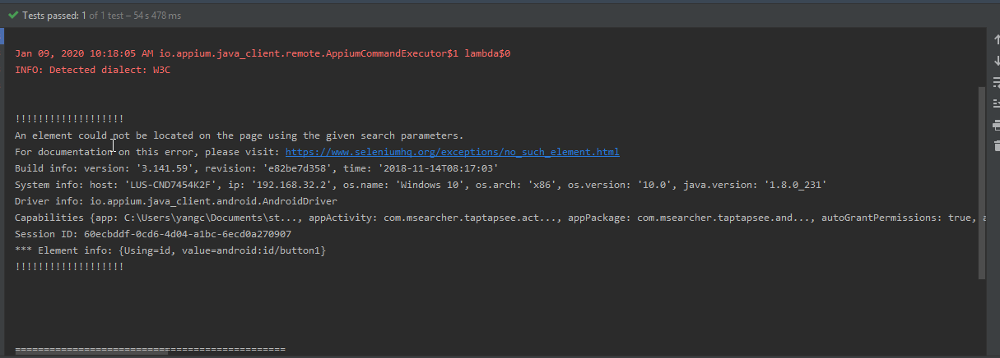 Tests passed: 1 of 1 test – 54 s 478 ms
Jan 09, 2020 10:18:05 AM io.appium.java_client.remote.AppiumCommandExecutor$1 lambda$0
INFO: Detected dialect: W3C
!!!!!!!!!!!!!!!!!!!
An element could not be located on the page using the given search parameters.
For documentation on this error, please visit: https://www.seleniumhq.org/exceptions/no_such_element.html
Build info: version: '3.141.59', revision: 'e82be7d358', time: '2018-11-14T08:17:03'
System info: host: 'LUS-CND7454K2F', ip: '192.168.32.2', os.name: 'Windows 10', os.arch: 'x86', os.version: '10.0', java.version: '1.8.0_231'
Driver info: io.appium.java_client.android.AndroidDriver
Capabilities {app: C:\Users\yangc\Documents\st..., appActivity: com.msearcher.taptapsee.act..., appPackage: com.msearcher.taptapsee.and..., autoGrantPermissions: true,
Session ID: 60ecbddf-0cd6-4d04-a1bc-6ecd0a270907
*** Element info: {Using=id, value=android:id/button1}
!!!!!!!!!!!!!!!!!!!
===============================================